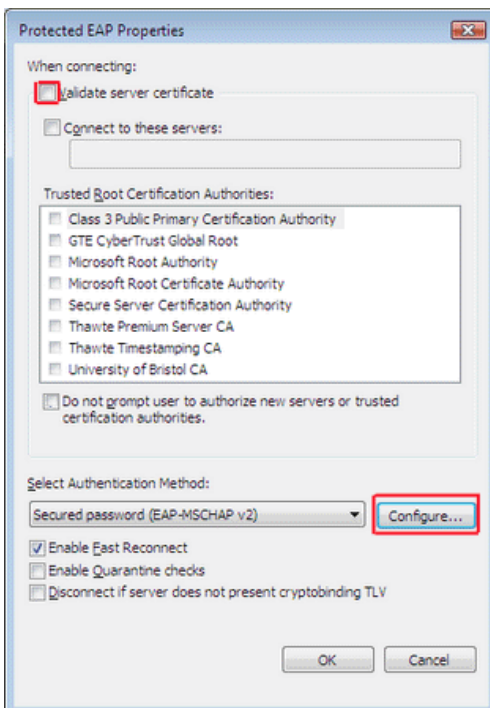 Protected EAP Properties
When connecting:
Validate server certificate
Connect to these servers:
Trusted Root Certification Authorities:
Class 3 Public Primary Certification Authority
GTE CyberTrust Global Root
Microsoft Root Authority
Microsoft Root Certificate Authority
Secure Server Certification Authority
Thawte Premium Server CA
Thawte Timestamping CA
University of Bristol CA
Do not prompt user to authorize new servers or trusted
certification authorities.
Select Authentication Method:
Secured password (EAP-MSCHAP v2)
Configure...
Enable Fast Reconnect
Enable Quarantine checks
Disconnect if server does not present cryptobinding TLV
OK
Cancel